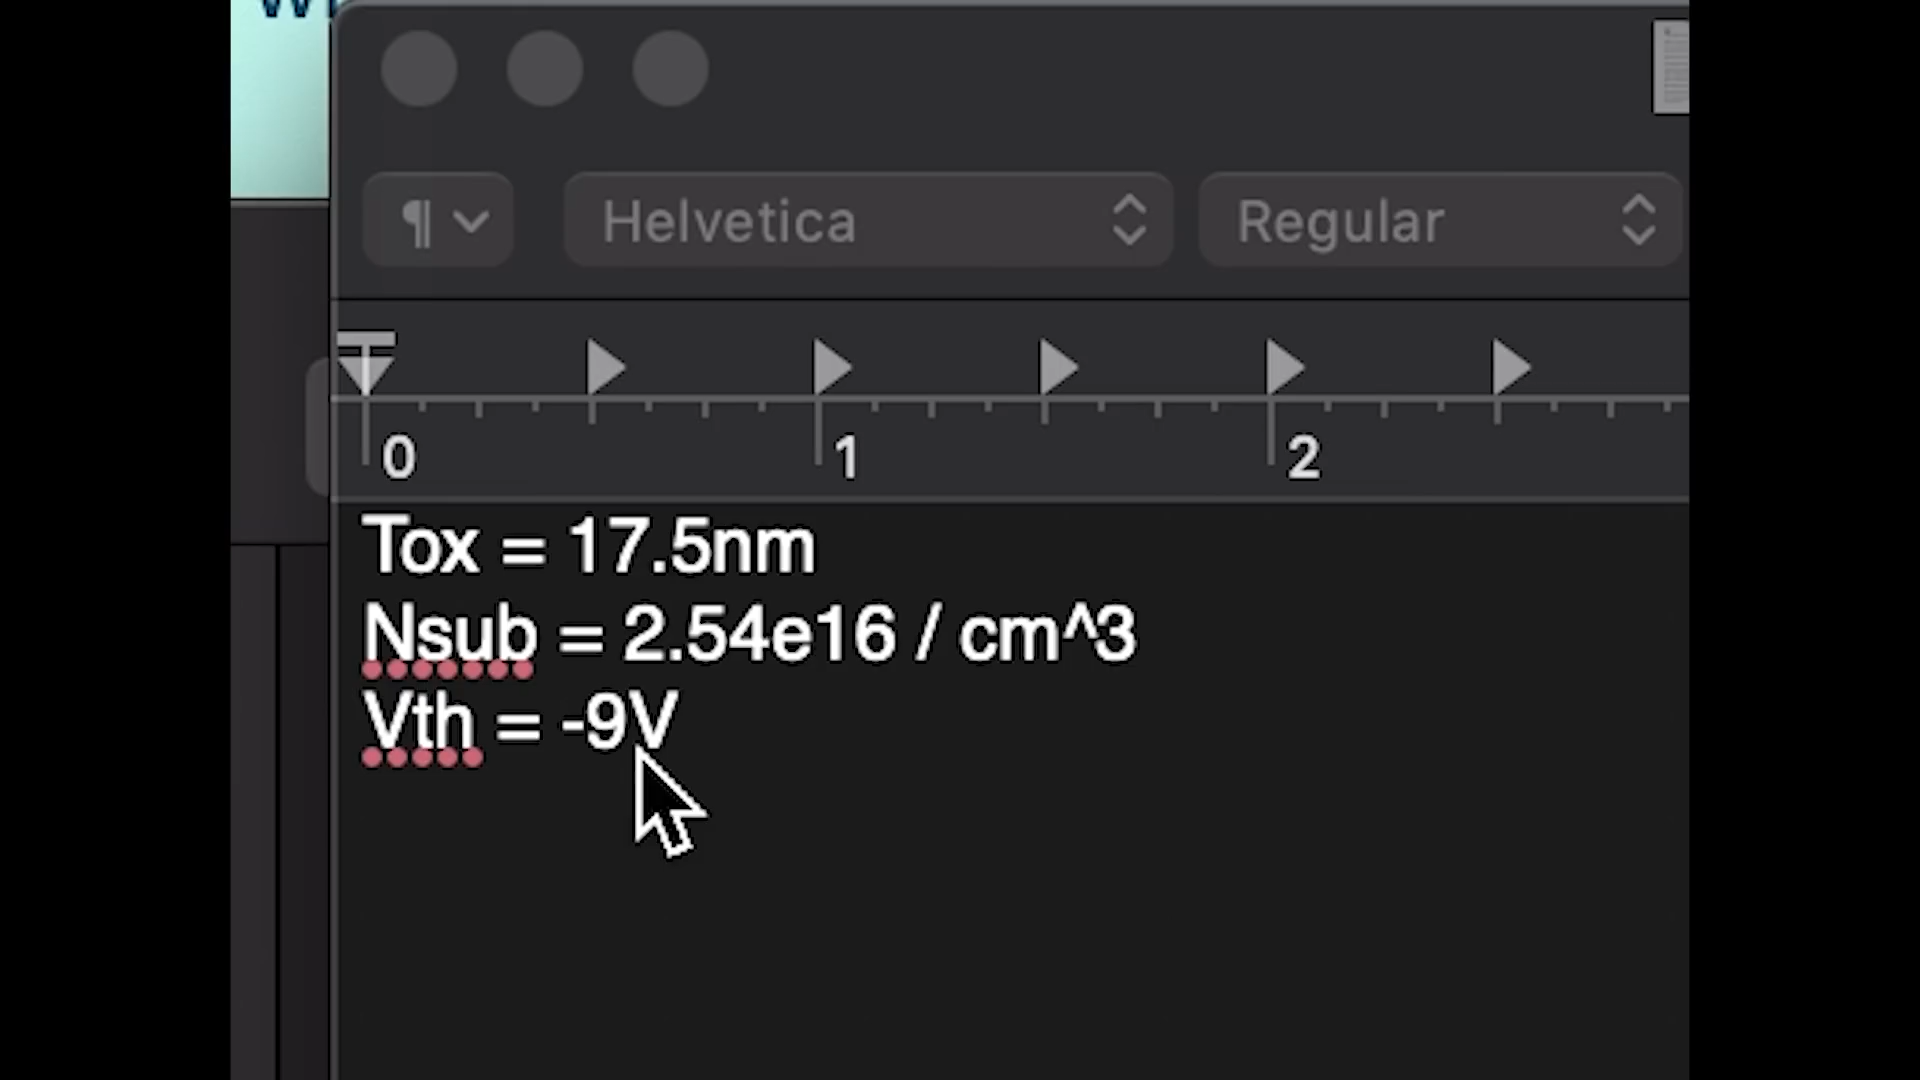 ¶ Helvetica Regular
0 1 2
Tox = 17.5nm
Nsub = 2.54e16 / cm^3
Vth = -9V